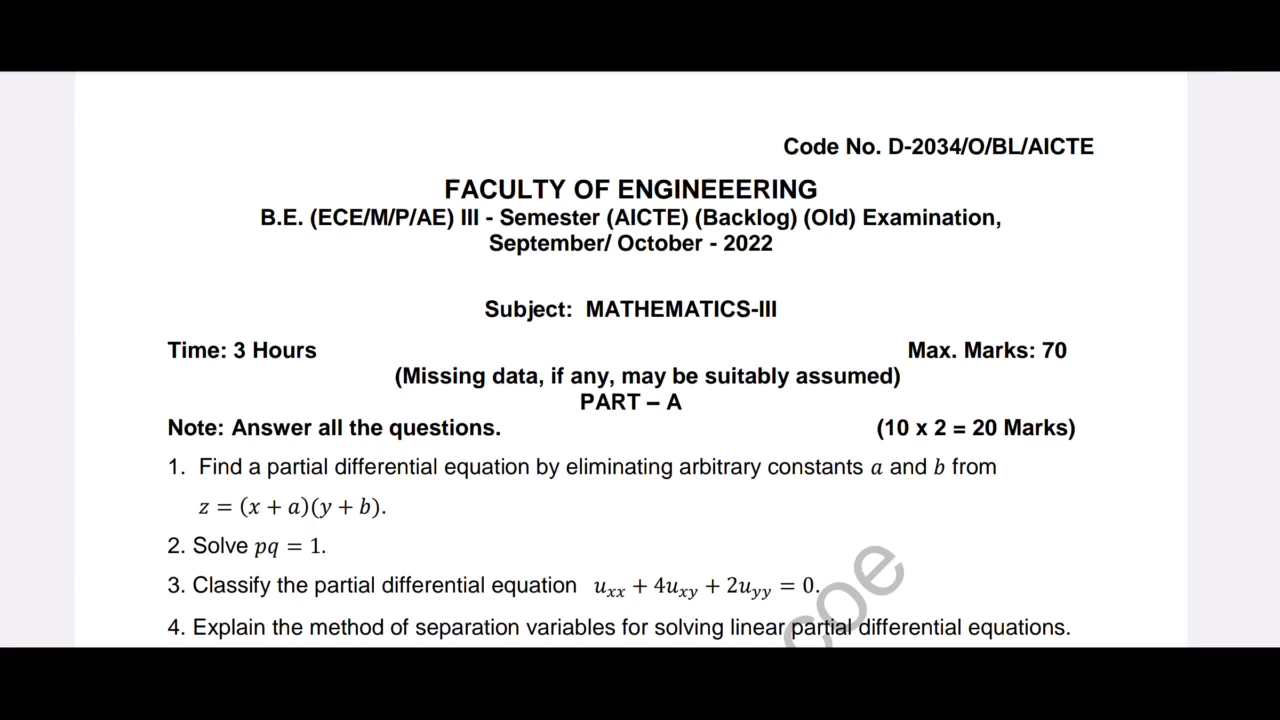 Code No. D-2034/O/BL/AICTE
FACULTY OF ENGINEEERING
B.E. (ECE/M/P/AE) III - Semester (AICTE) (Backlog) (Old) Examination,
September/ October - 2022
Subject: MATHEMATICS-III
Time: 3 Hours Max. Marks: 70
(Missing data, if any, may be suitably assumed)
PART – A
Note: Answer all the questions. (10 x 2 = 20 Marks)
1. Find a partial differential equation by eliminating arbitrary constants a and b from
z = (x + a)(y + b).
2. Solve pq = 1.
3. Classify the partial differential equation u_xx + 4u_xy + 2u_yy = 0.
4. Explain the method of separation variables for solving linear partial differential equations.
coe